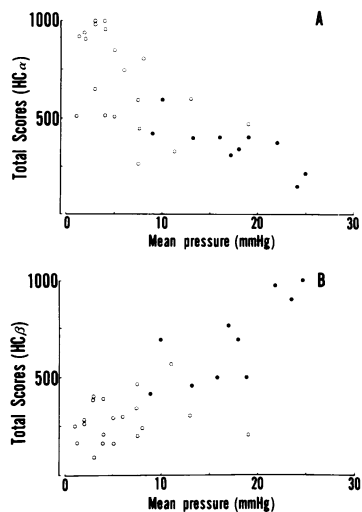 A
Total Scores (HCα)
1000
500
0
10
20
30
Mean pressure (mmHg)
B
Total Scores (HCβ)
1000
500
0
10
20
30
Mean pressure (mmHg)